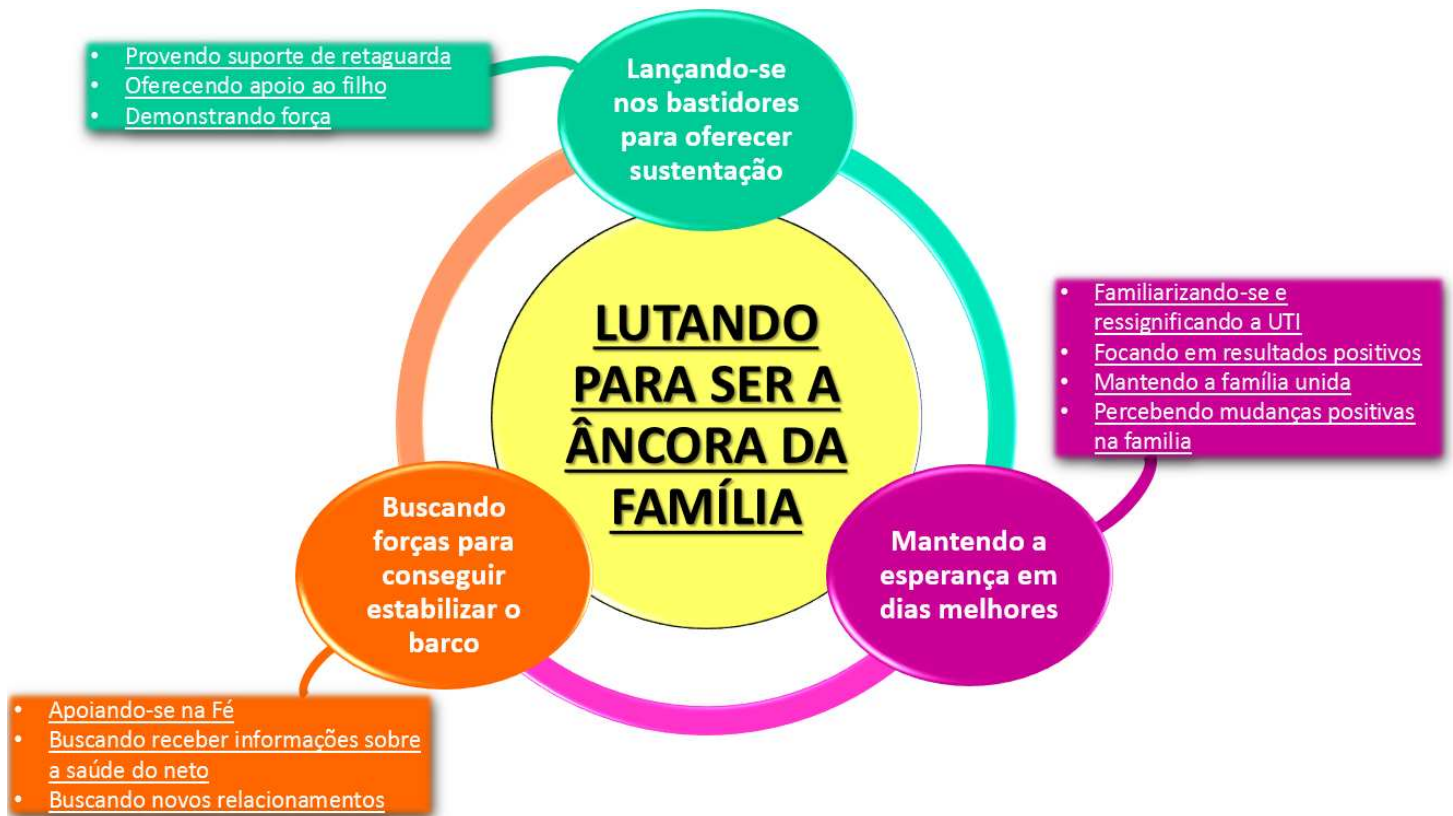 • Provendo suporte de retaguarda
• Oferecendo apoio ao filho
• Demonstrando força
Lançando-se
nos bastidores
para oferecer
sustentação
LUTANDO
PARA SER A
ÂNCORA DA
FAMÍLIA
• Familiarizando-se e
ressignificando a UTI
• Focando em resultados positivos
• Mantendo a família unida
• Percebendo mudanças positivas
na familia
Mantendo a
esperança em
dias melhores
Buscando
forças para
conseguir
estabilizar o
barco
• Apoiando-se na Fé
• Buscando receber informações sobre
a saúde do neto
• Buscando novos relacionamentos